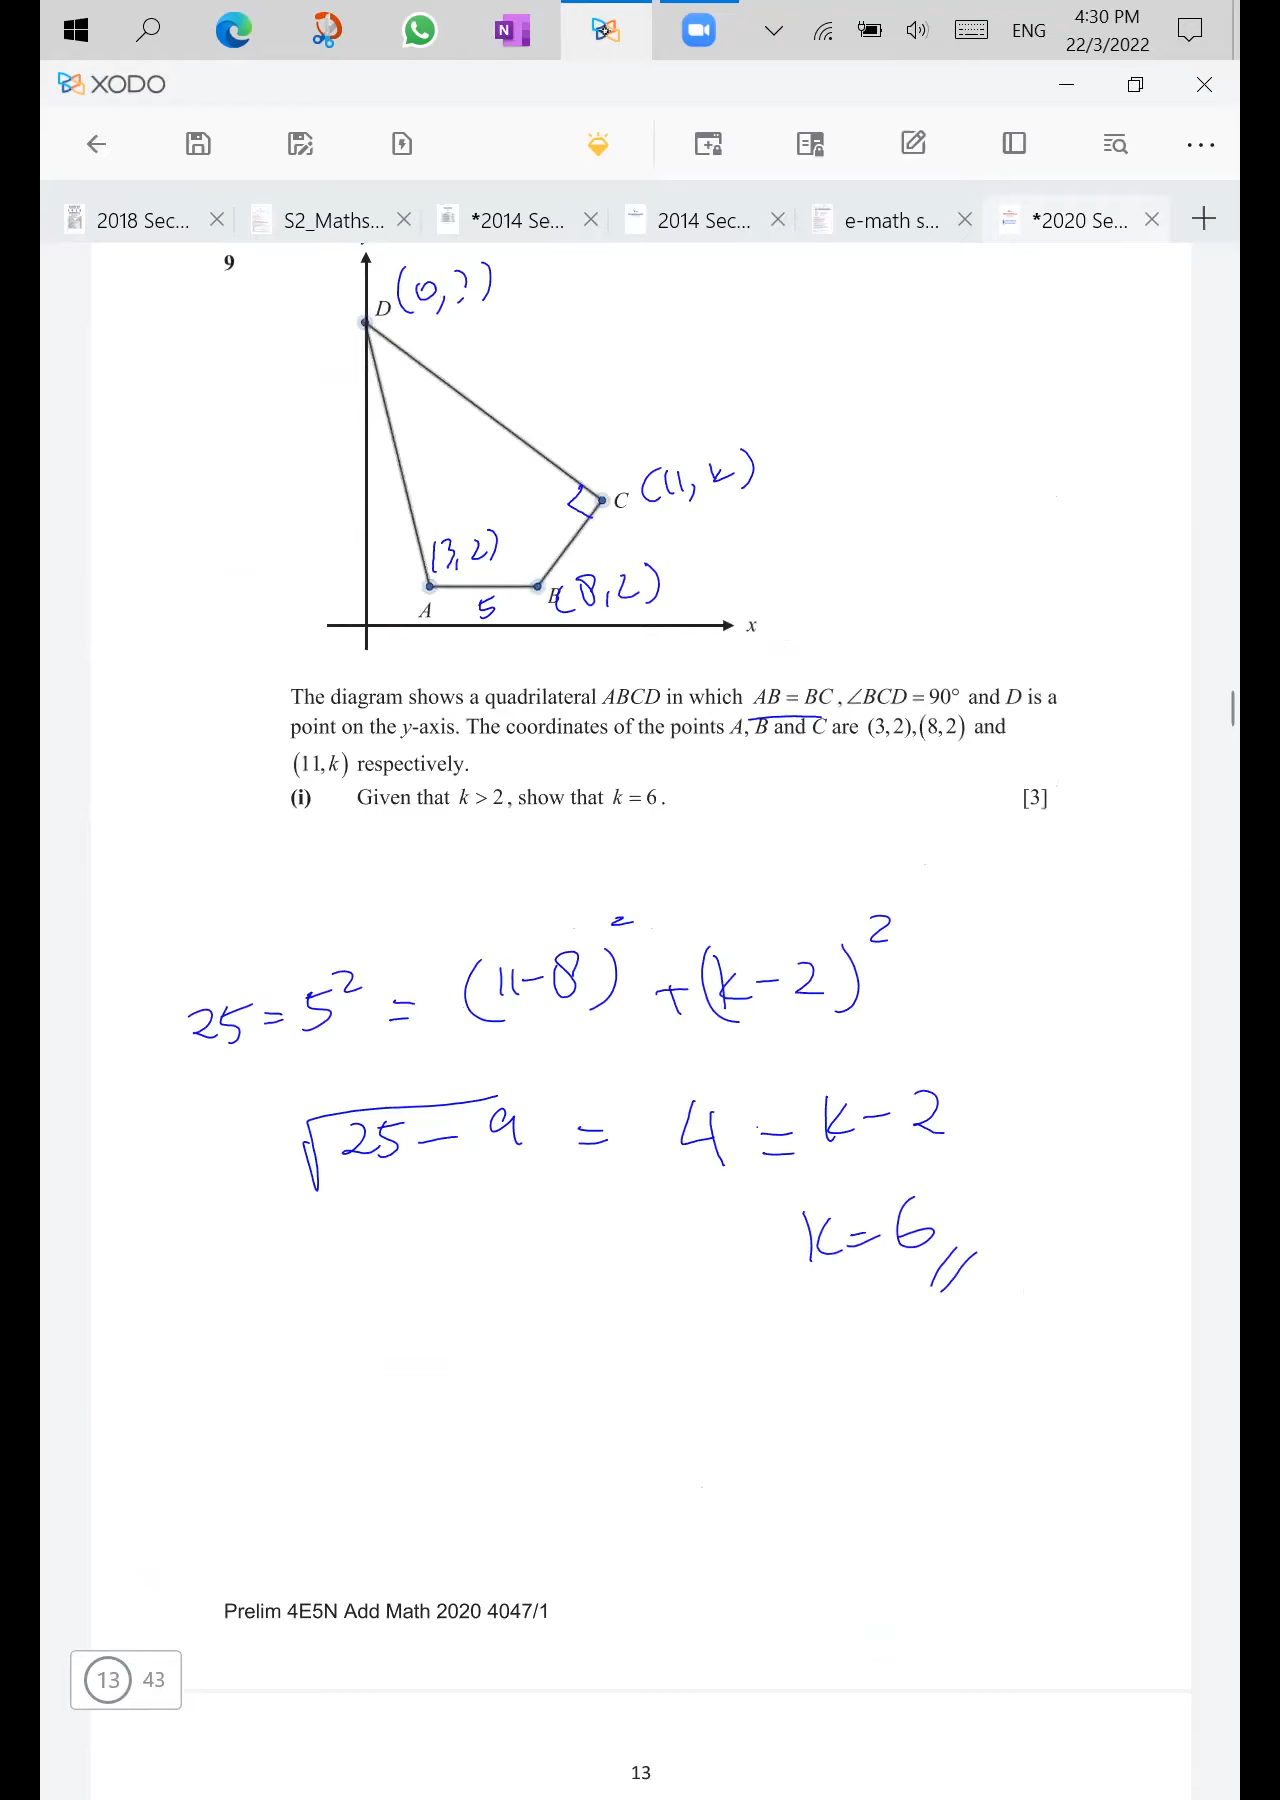 4:30 PM
ENG
22/3/2022
XODO
2018 Sec...
S2_Maths...
*2014 Se...
2014 Sec...
e-math s...
*2020 Se...
9
D (0,?)
C (11, k)
(3,2)
A
5
B (8,2)
x
The diagram shows a quadrilateral ABCD in which AB = BC, ∠BCD = 90° and D is a
point on the y-axis. The coordinates of the points A, B and C are (3,2),(8,2) and
(11,k) respectively.
(i) Given that k > 2, show that k = 6. [3]
25 = 5² = (11-8)² + (k-2)²
√25-9 = 4 = k-2
k=6//
Prelim 4E5N Add Math 2020 4047/1
13 43
13